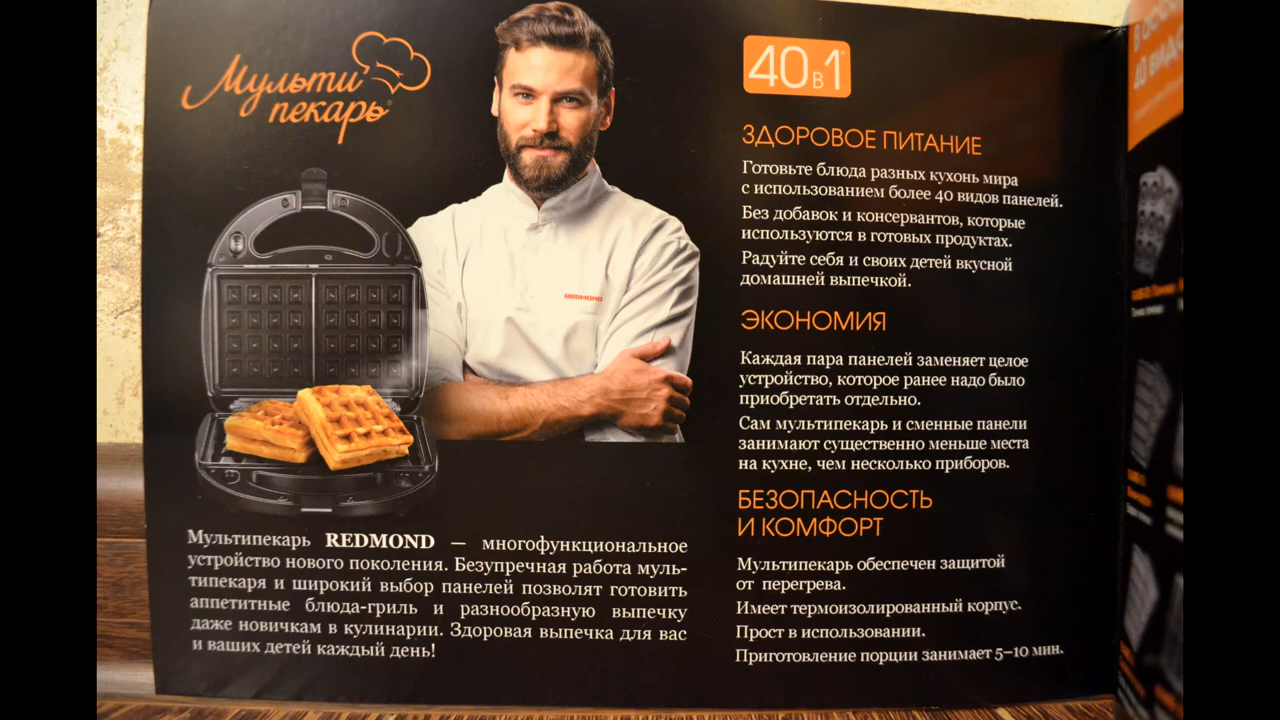 Мульти
пекарь
REDMOND
Мультипекарь REDMOND — многофункциональное
устройство нового поколения. Безупречная работа муль-
типекаря и широкий выбор панелей позволят готовить
аппетитные блюда-гриль и разнообразную выпечку
даже новичкам в кулинарии. Здоровая выпечка для вас
и ваших детей каждый день!
40 в 1*
ЗДОРОВОЕ ПИТАНИЕ
Готовьте блюда разных кухонь мира
с использованием более 40 видов панелей.
Без добавок и консервантов, которые
используются в готовых продуктах.
Радуйте себя и своих детей вкусной
домашней выпечкой.
ЭКОНОМИЯ
Каждая пара панелей заменяет целое
устройство, которое ранее надо было
приобретать отдельно.
Сам мультипекарь и сменные панели
занимают существенно меньше места
на кухне, чем несколько приборов.
БЕЗОПАСНОСТЬ
И КОМФОРТ
Мультипекарь обеспечен защитой
от перегрева.
Имеет термоизолированный корпус.
Прост в использовании.
Приготовление порции занимает 5–10 мин.